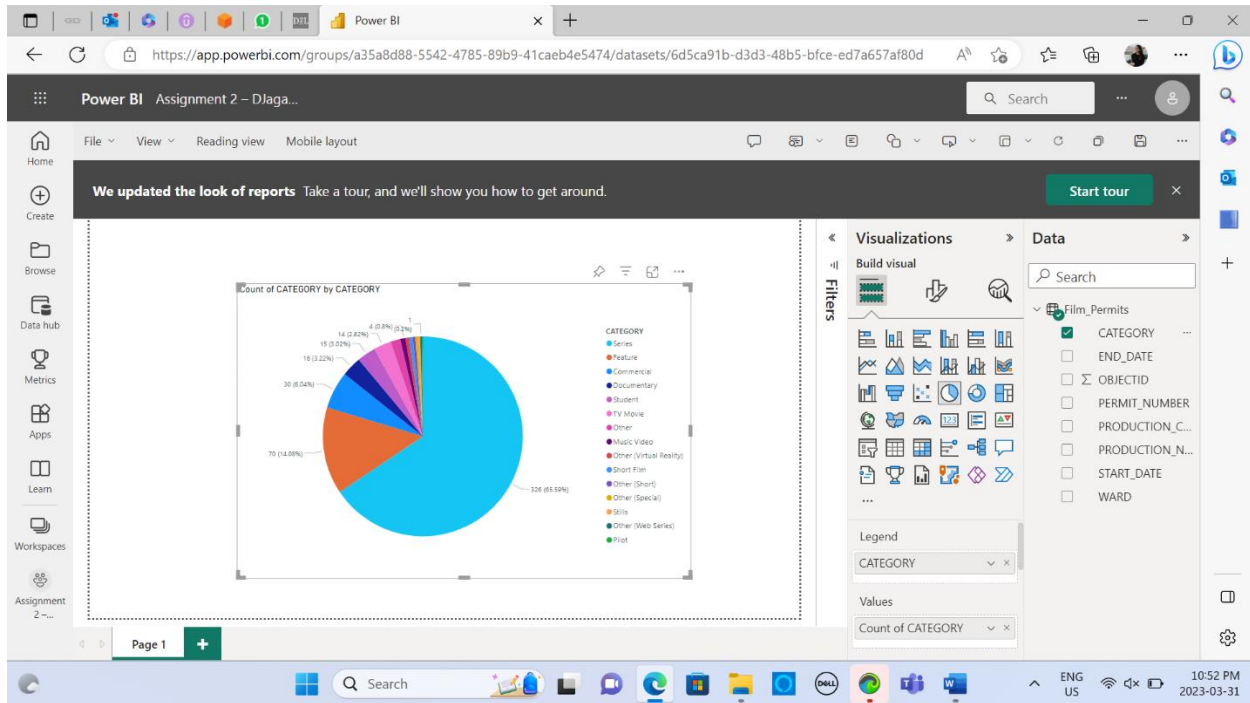 D2L
Power BI
https://app.powerbi.com/groups/a35a8d88-5542-4785-89b9-41caeb4e5474/datasets/6d5ca91b-d3d3-48b5-bfce-ed7a657af80d
Power BI Assignment 2 – DJaga...
Search
Home
Create
Browse
Data hub
Metrics
Apps
Learn
Workspaces
Assignment
2 –...
File View Reading view Mobile layout
We updated the look of reports Take a tour, and we'll show you how to get around.
Start tour
Count of CATEGORY by CATEGORY
1
4 (0.8%)
14 (2.82%)
15 (3.02%)
16 (3.22%)
30 (6.04%)
70 (14.08%)
326 (65.59%)
CATEGORY
Series
Feature
Commercial
Documentary
Student
TV Movie
Other
Music Video
Other (Virtual Reality)
Short Film
Other (Short)
Other (Special)
Stills
Other (Web Series)
Pilot
Page 1
Filters
Visualizations
Build visual
123
...
Legend
CATEGORY
Values
Count of CATEGORY
Data
Search
Film_Permits
CATEGORY
END_DATE
Σ OBJECTID
PERMIT_NUMBER
PRODUCTION_C...
PRODUCTION_N...
START_DATE
WARD
Search
DELL
ENG
US
10:52 PM
2023-03-31